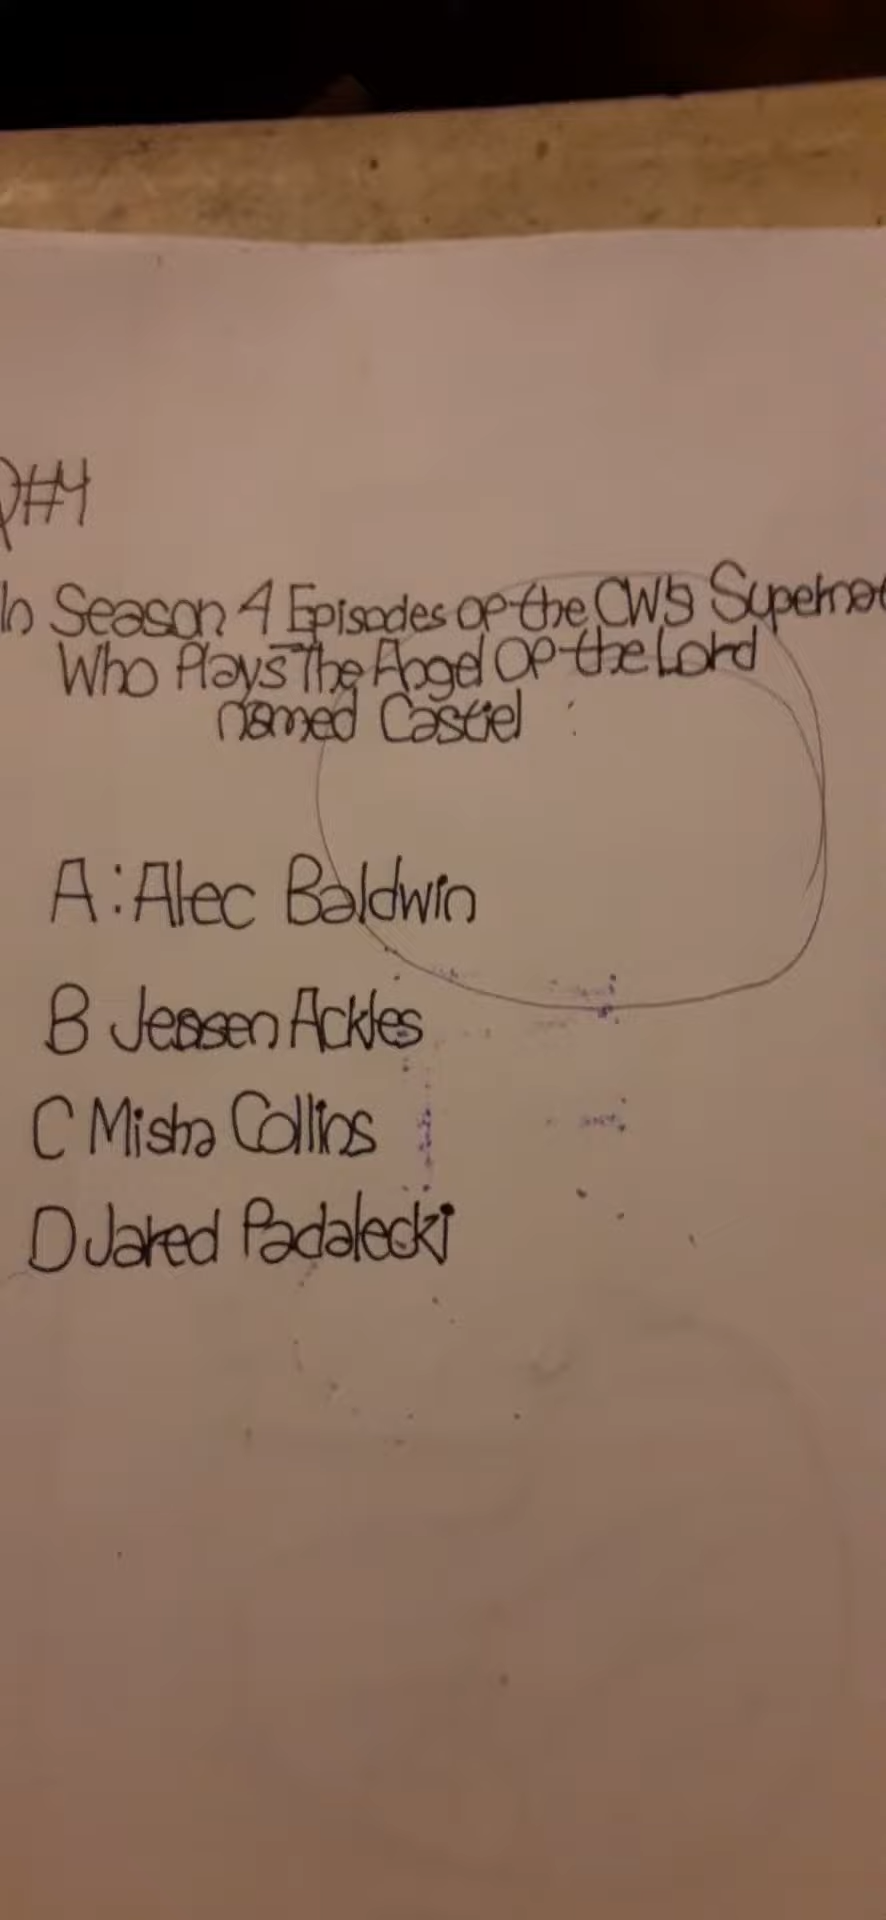 Q#4
In Season 4 Episodes of the CW's Supernat
Who Plays The Angel Of the Lord
named Castiel :
A: Alec Baldwin
B Jessen Ackles
C Misha Collins
D Jared Padalecki